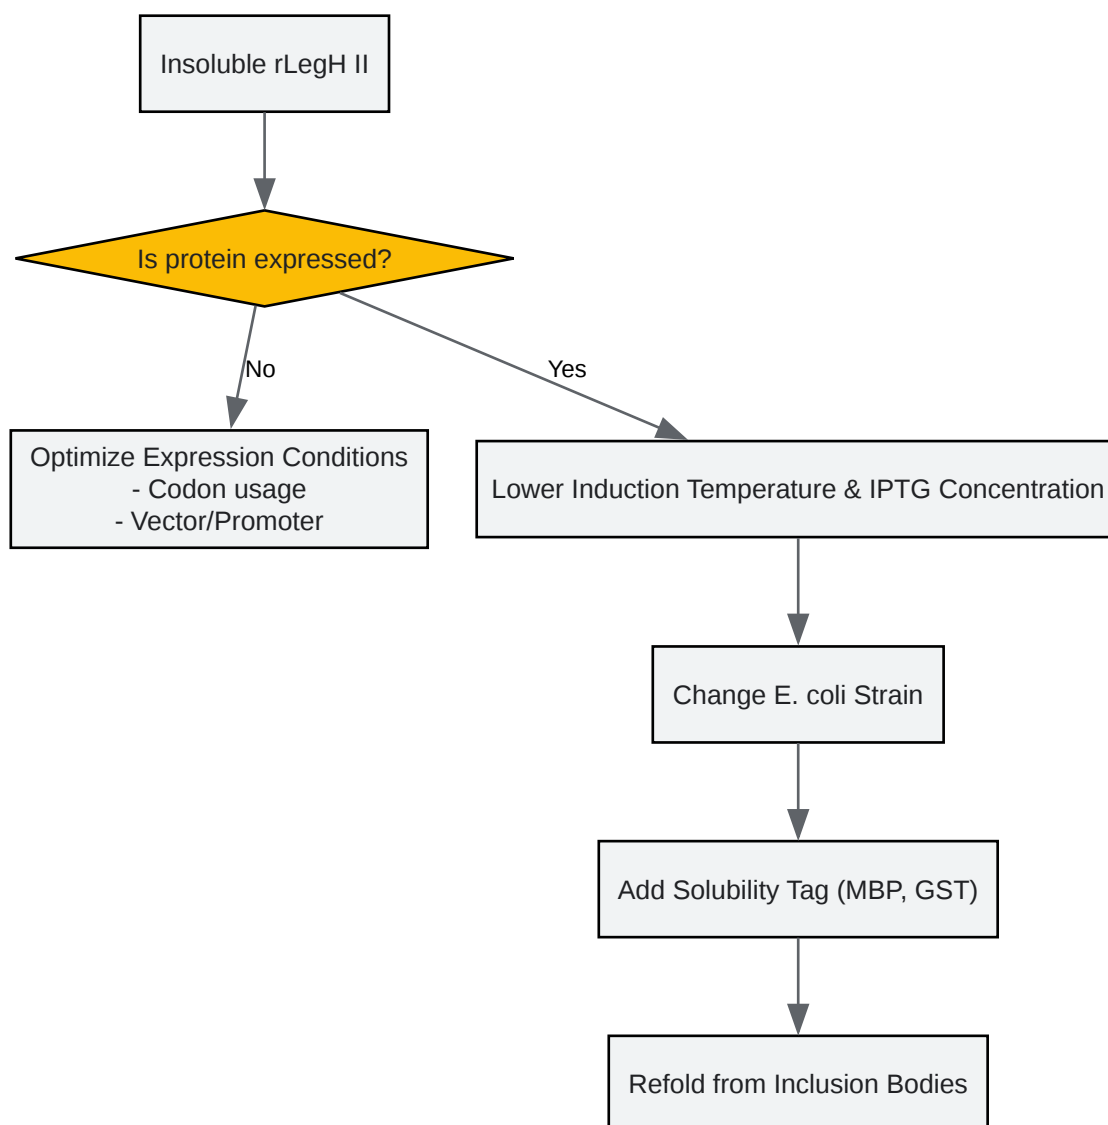 Insoluble rLegH II
Is protein expressed?
No
Yes
Optimize Expression Conditions
- Codon usage
- Vector/Promoter
Lower Induction Temperature & IPTG Concentration
Change E. coli Strain
Add Solubility Tag (MBP, GST)
Refold from Inclusion Bodies